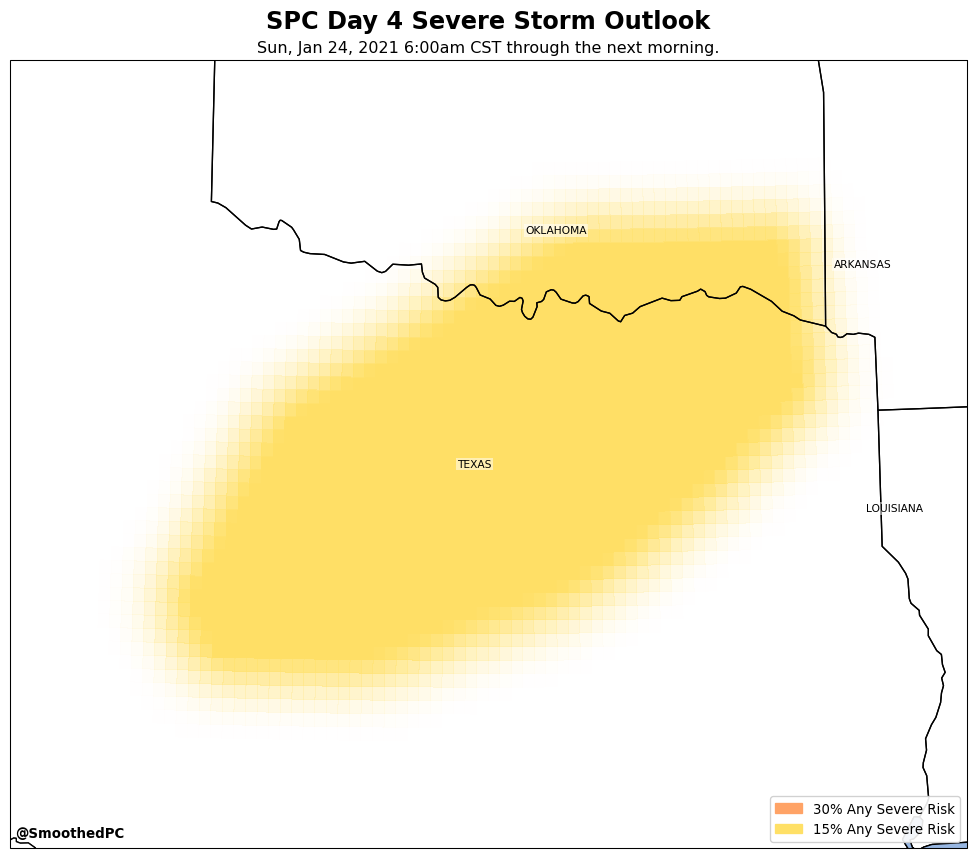 SPC Day 4 Severe Storm Outlook
Sun, Jan 24, 2021 6:00am CST through the next morning.
OKLAHOMA
ARKANSAS
TEXAS
LOUISIANA
30% Any Severe Risk
15% Any Severe Risk
@SmoothedPC